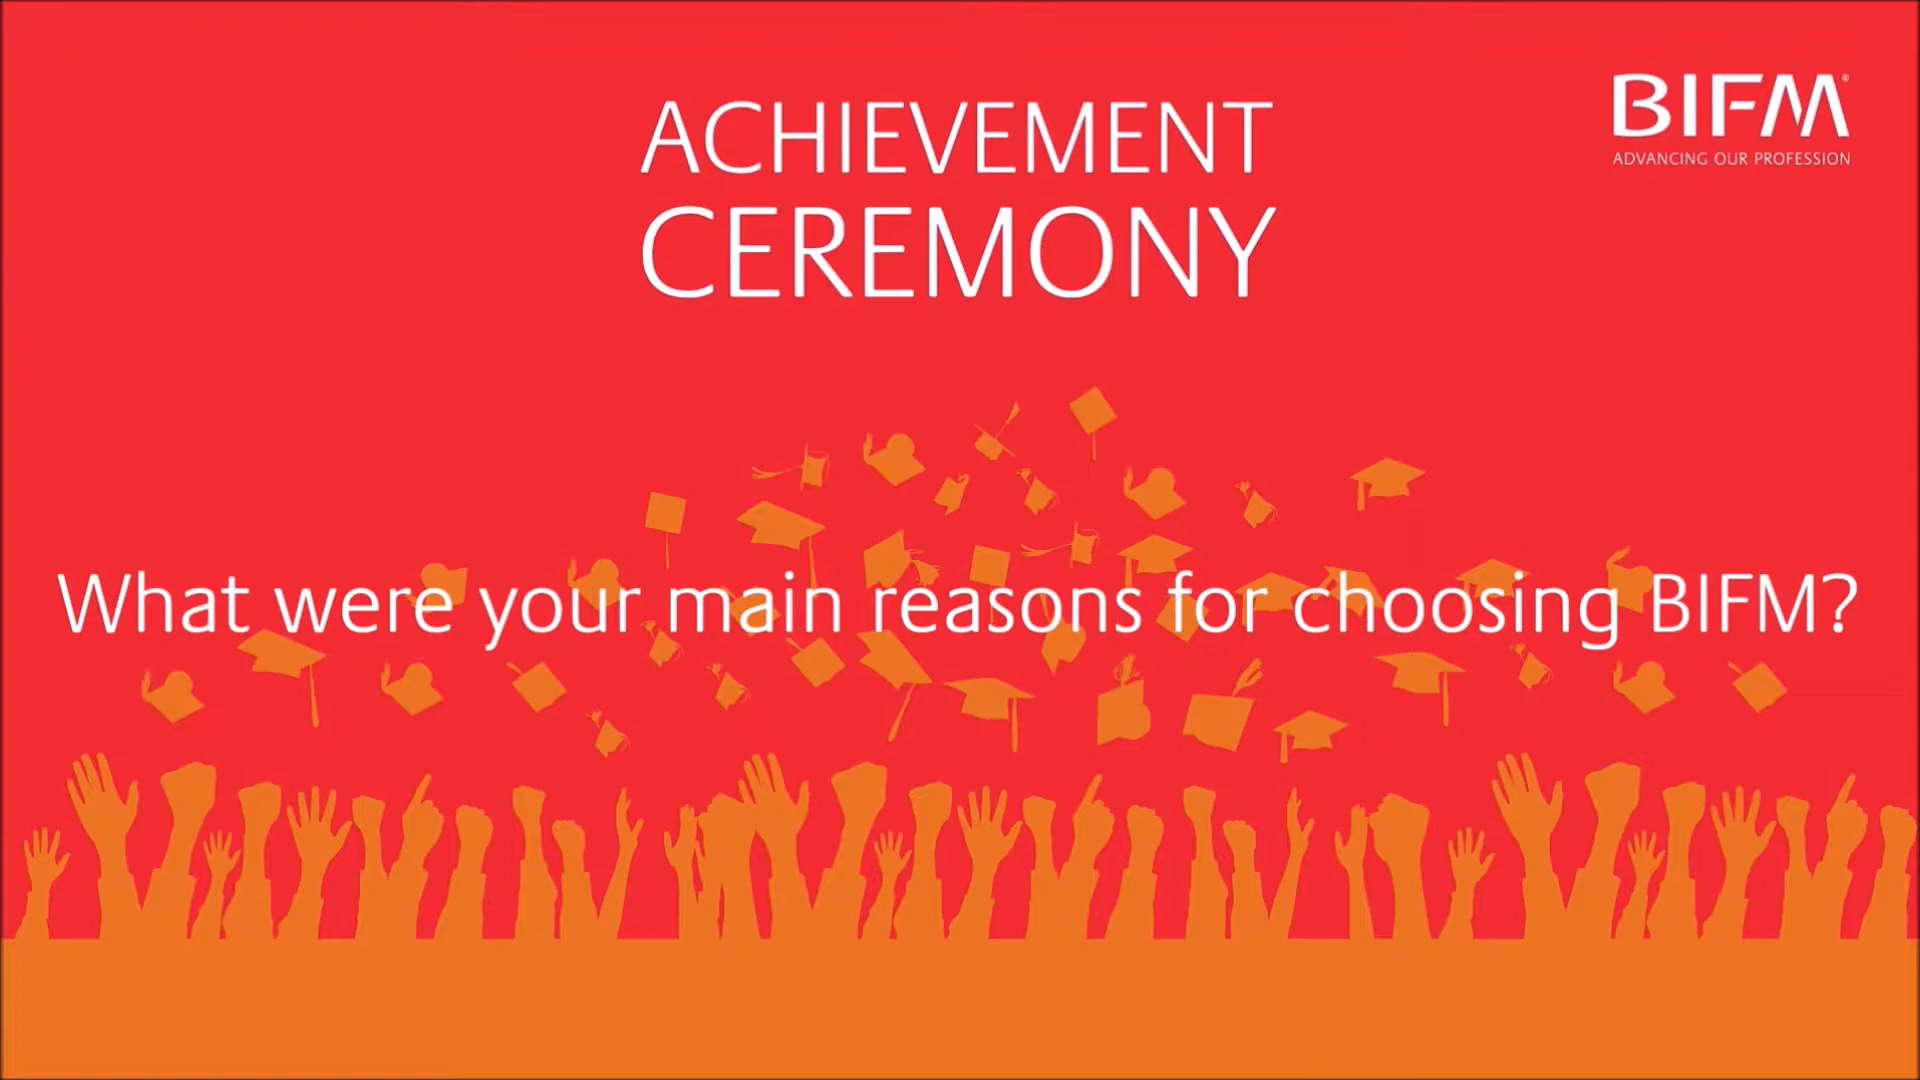 ACHIEVEMENT
CEREMONY
BIFM®
ADVANCING OUR PROFESSION
What were your main reasons for choosing BIFM?